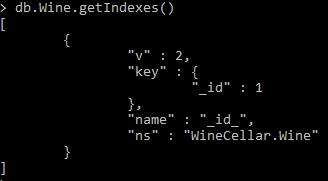 > db.Wine.getIndexes()
[
        {
                "v" : 2,
                "key" : {
                        "_id" : 1
                },
                "name" : "_id_",
                "ns" : "WineCellar.Wine"
        }
]